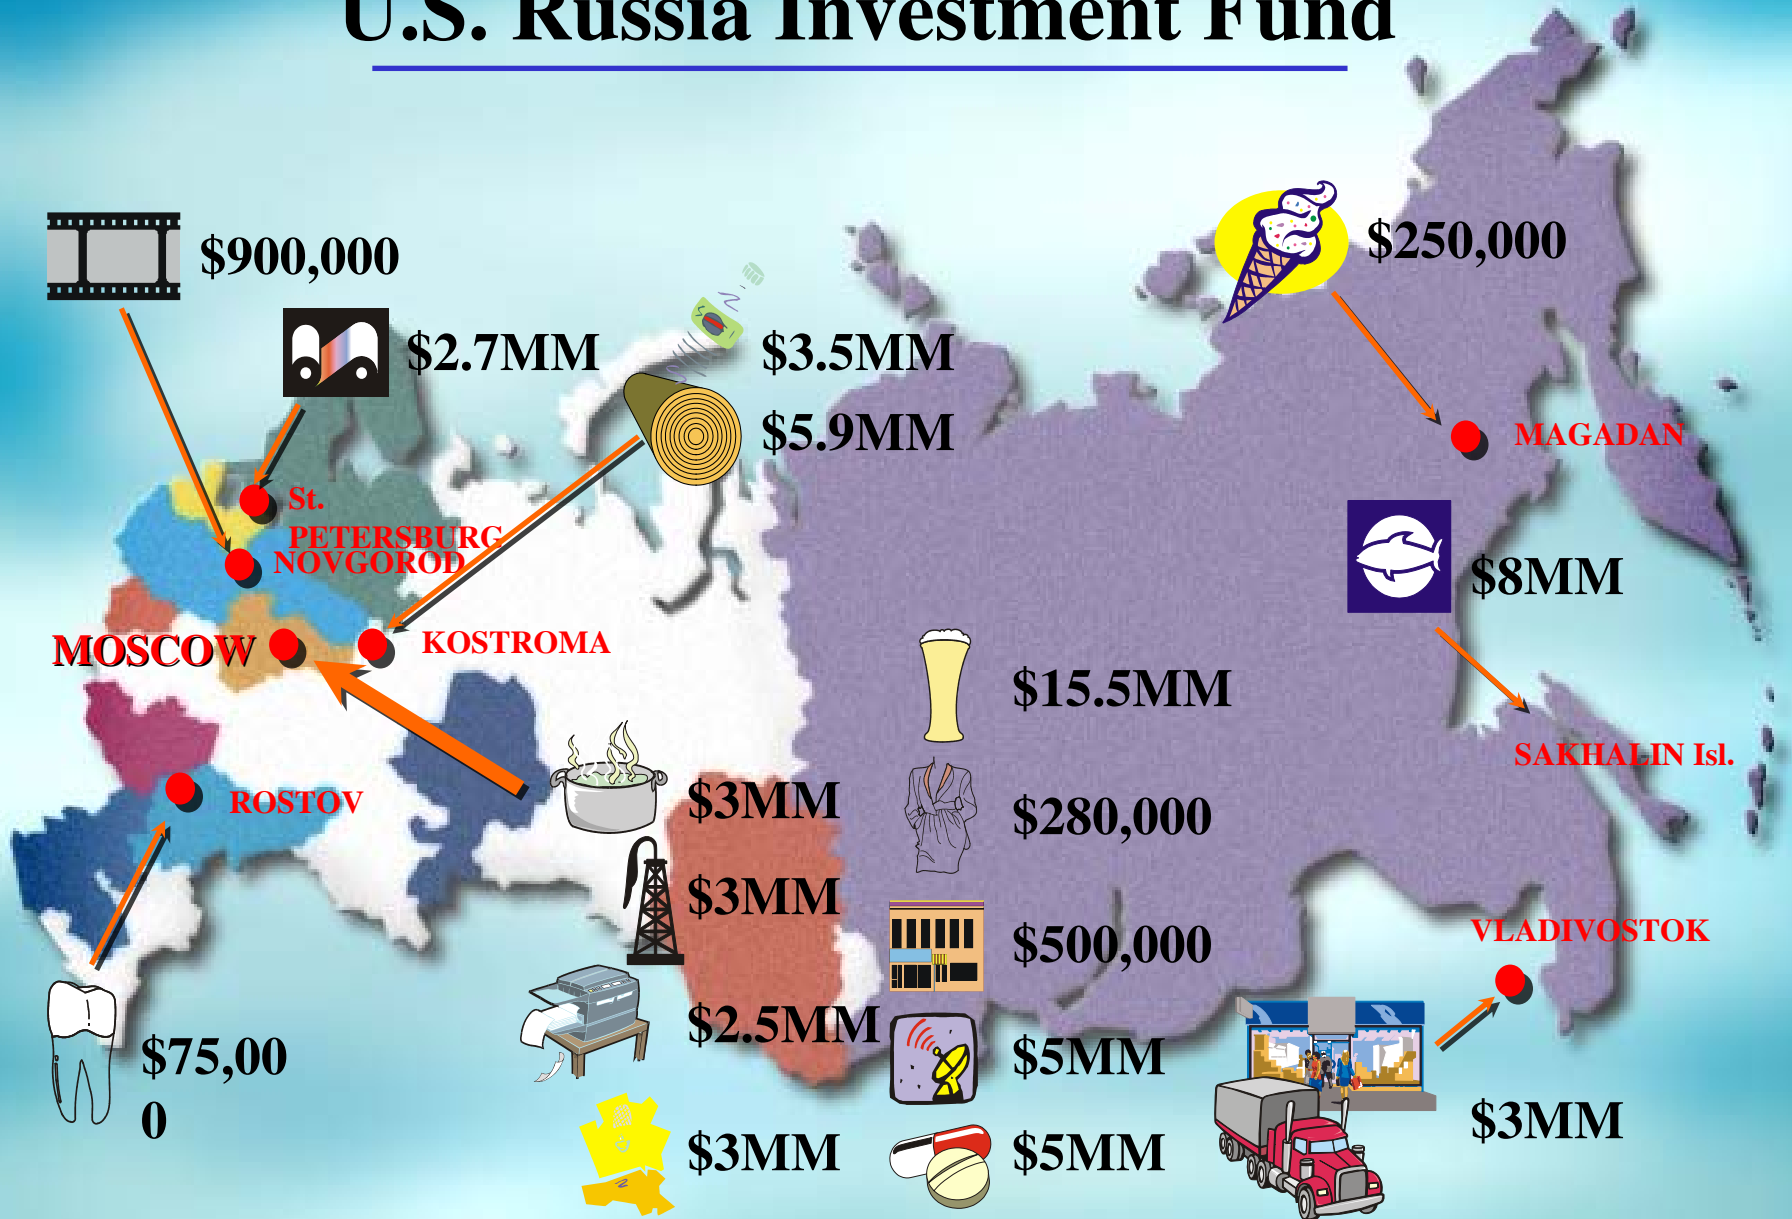 U.S. Russia Investment Fund
$900,000
$250,000
$2.7MM
$3.5MM
$5.9MM
MAGADAN
St.
PETERSBURG
NOVGOROD
$8MM
MOSCOW
KOSTROMA
$15.5MM
SAKHALIN Isl.
ROSTOV
$3MM
$280,000
$3MM
$500,000
VLADIVOSTOK
$75,00
0
$2.5MM
$5MM
$3MM
$3MM
$5MM